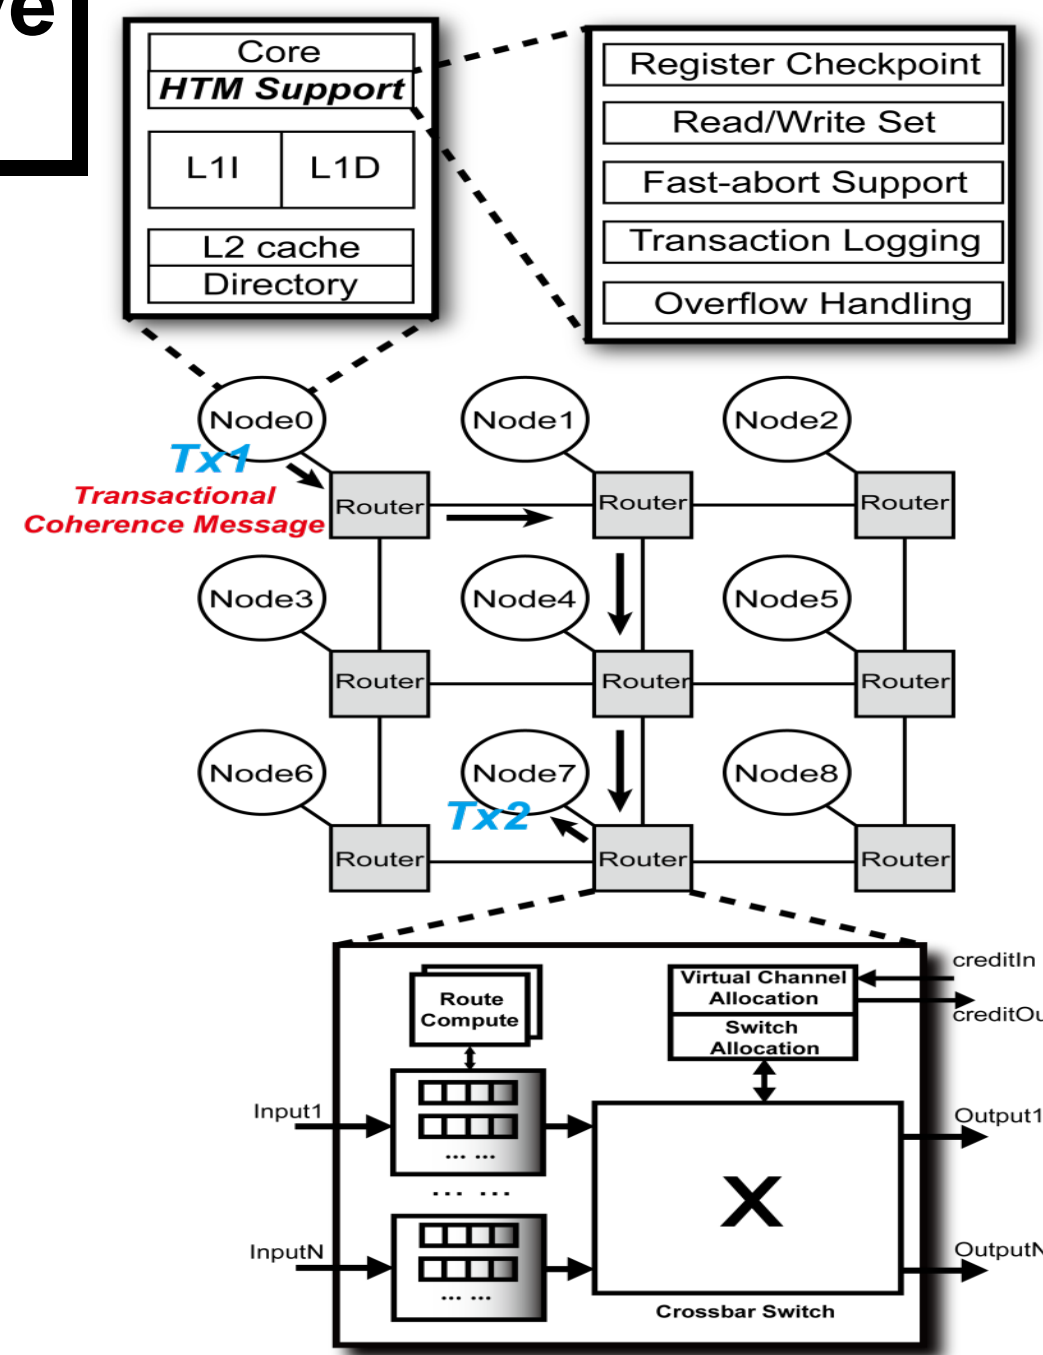 Core
HTM Support
L1I
L1D
L2 cache
Directory
Register Checkpoint
Read/Write Set
Fast-abort Support
Transaction Logging
Overflow Handling
Node0
Node1
Node2
Tx1
Transactional
Coherence Message
Router
Router
Router
Node3
Node4
Node5
Router
Router
Router
Node6
Node7
Node8
Tx2
Router
Router
Router
Route
Compute
Virtual Channel
Allocation
Switch
Allocation
creditIn
creditOu
Input1
... ...
... ...
InputN
... ...
X
Output1
OutputN
Crossbar Switch